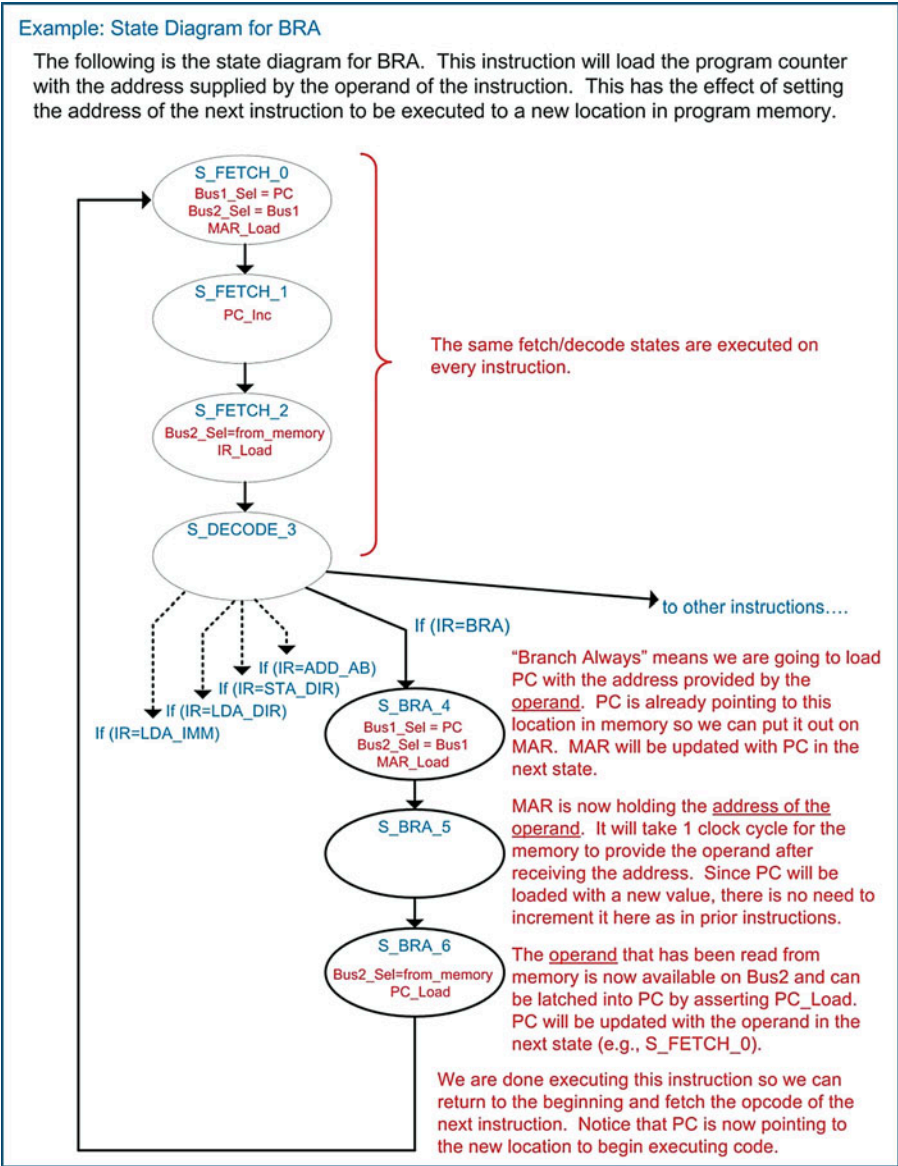 Example: State Diagram for BRA
The following is the state diagram for BRA. This instruction will load the program counter
with the address supplied by the operand of the instruction. This has the effect of setting
the address of the next instruction to be executed to a new location in program memory.
S_FETCH_0
Bus1_Sel = PC
Bus2_Sel = Bus1
MAR_Load
S_FETCH_1
PC_Inc
The same fetch/decode states are executed on
every instruction.
S_FETCH_2
Bus2_Sel=from_memory
IR_Load
S_DECODE_3
to other instructions....
If (IR=BRA)
If (IR=ADD_AB)
If (IR=STA_DIR)
If (IR=LDA_DIR)
If (IR=LDA_IMM)
S_BRA_4
Bus1_Sel = PC
Bus2_Sel = Bus1
MAR_Load
“Branch Always” means we are going to load
PC with the address provided by the
operand. PC is already pointing to this
location in memory so we can put it out on
MAR. MAR will be updated with PC in the
next state.
S_BRA_5
MAR is now holding the address of the
operand. It will take 1 clock cycle for the
memory to provide the operand after
receiving the address. Since PC will be
loaded with a new value, there is no need to
increment it here as in prior instructions.
S_BRA_6
Bus2_Sel=from_memory
PC_Load
The operand that has been read from
memory is now available on Bus2 and can
be latched into PC by asserting PC_Load.
PC will be updated with the operand in the
next state (e.g., S_FETCH_0).
We are done executing this instruction so we can
return to the beginning and fetch the opcode of the
next instruction. Notice that PC is now pointing to
the new location to begin executing code.